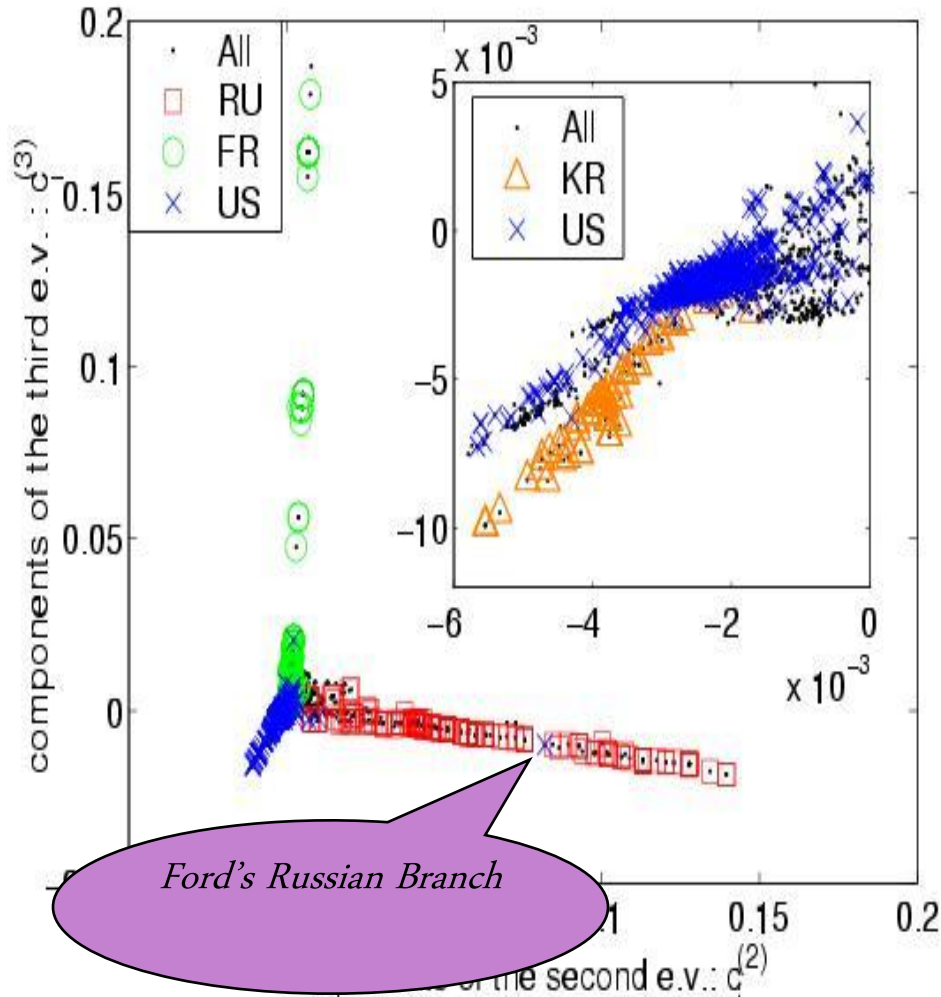 0.2
All
RU
FR
US
components of the third e.v.: c_i^(3)
0.15
0.1
0.05
0
x 10^-3
5
0
-5
-10
All
KR
US
-6
-4
-2
0
x 10^-3
Ford's Russian Branch
0.15
0.2
of the second e.v.: c_i^(2)